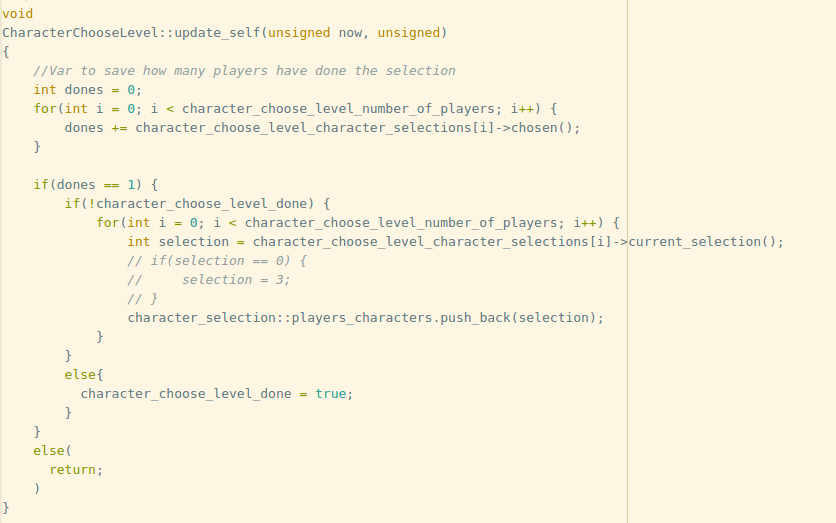 void
CharacterChooseLevel::update_self(unsigned now, unsigned)
{
    //Var to save how many players have done the selection
    int dones = 0;
    for(int i = 0; i < character_choose_level_number_of_players; i++) {
        dones += character_choose_level_character_selections[i]->chosen();
    }

    if(dones == 1) {
        if(!character_choose_level_done) {
            for(int i = 0; i < character_choose_level_number_of_players; i++) {
                int selection = character_choose_level_character_selections[i]->current_selection();
                // if(selection == 0) {
                //     selection = 3;
                // }
                character_selection::players_characters.push_back(selection);
            }
        }
        else{
          character_choose_level_done = true;
        }
    }
    else(
      return;
    )
}